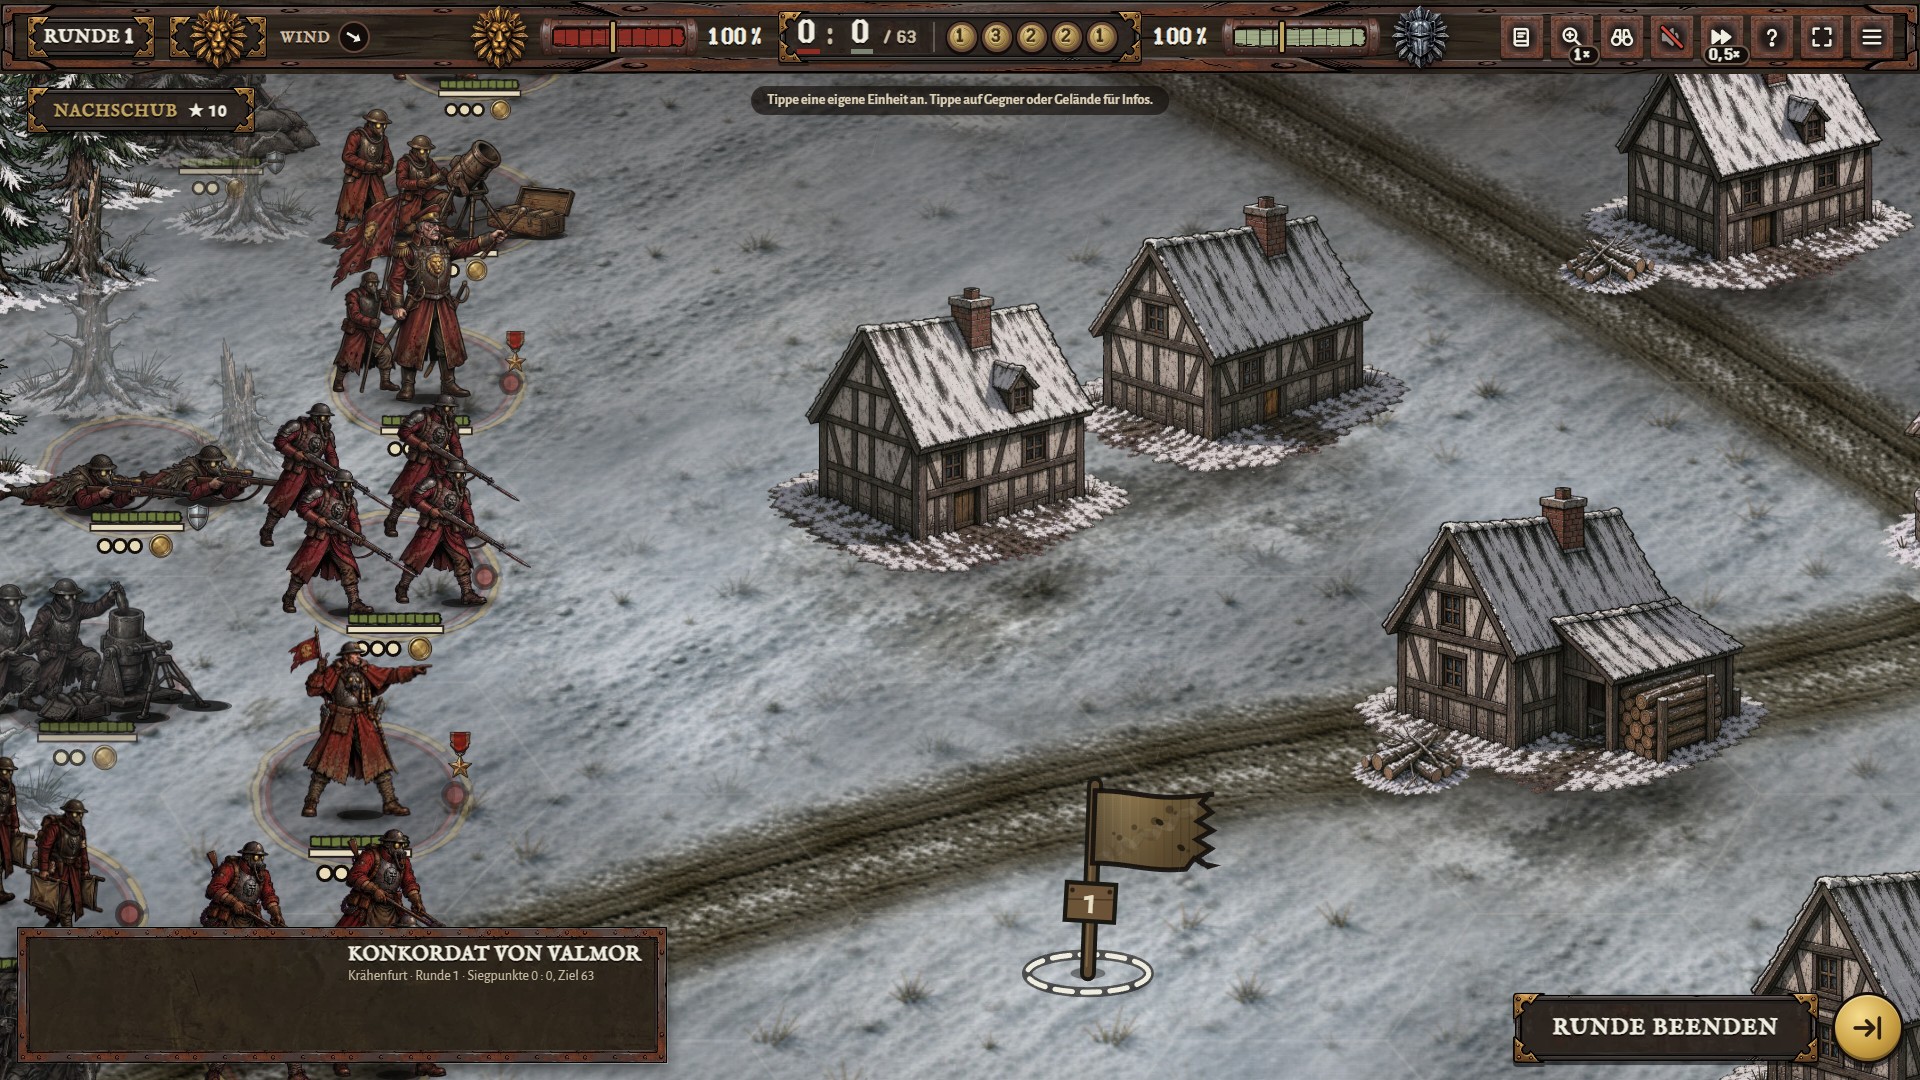 RUNDE 1
WIND
100%
0 : 0 / 63
1 3 2 2 1
100%
1×
0,5×
?
NACHSCHUB ★ 10
Tippe eine eigene Einheit an. Tippe auf Gegner oder Gelände für Infos.
1
KONKORDAT VON VALMOR
Krähenfurt · Runde 1 · Siegpunkte 0 : 0, Ziel 63
RUNDE BEENDEN